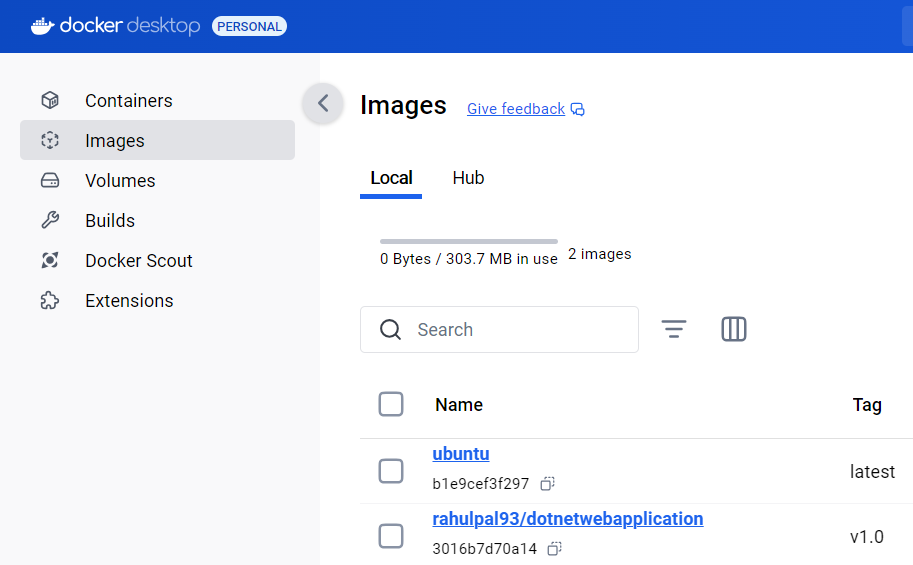 docker desktop PERSONAL
Containers
Images
Volumes
Builds
Docker Scout
Extensions
Images Give feedback
Local Hub
0 Bytes / 303.7 MB in use 2 images
Search
Name Tag
ubuntu
b1e9cef3f297
latest
rahulpal93/dotnetwebapplication
3016b7d70a14
v1.0